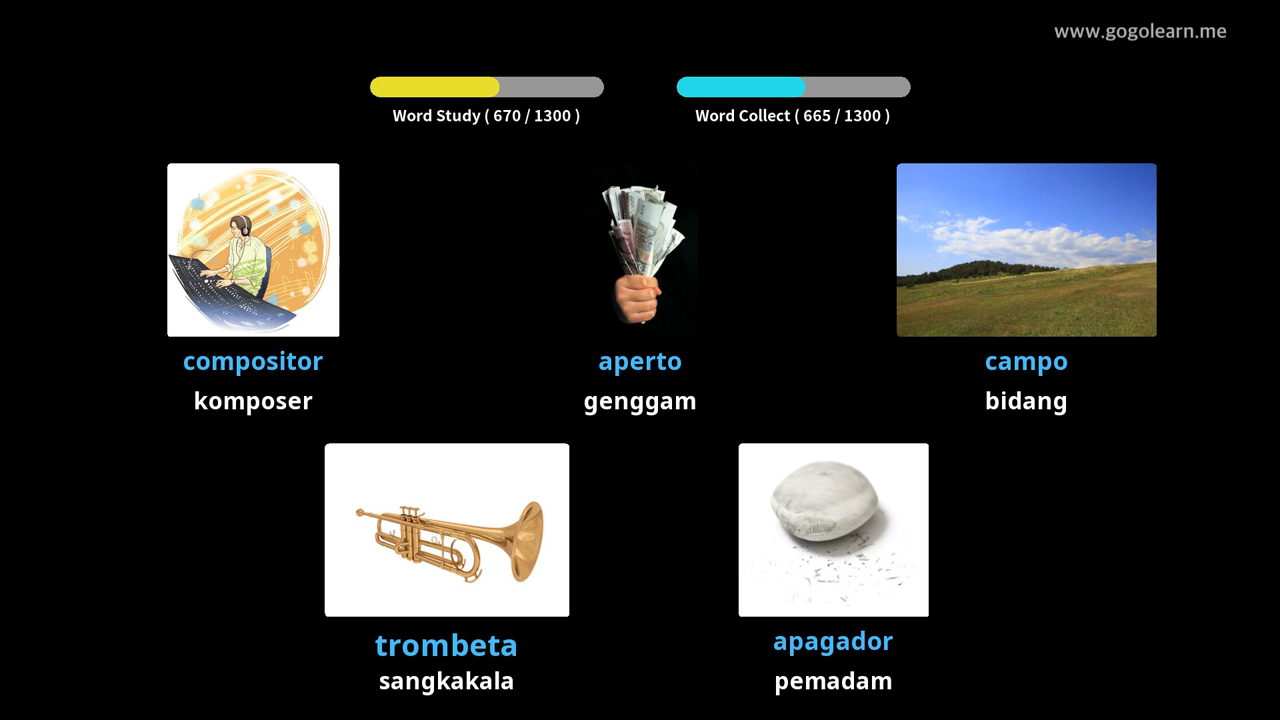 www.gogolearn.me
Word Study ( 670 / 1300 )
Word Collect ( 665 / 1300 )
compositor
komposer
aperto
genggam
campo
bidang
trombeta
sangkakala
apagador
pemadam